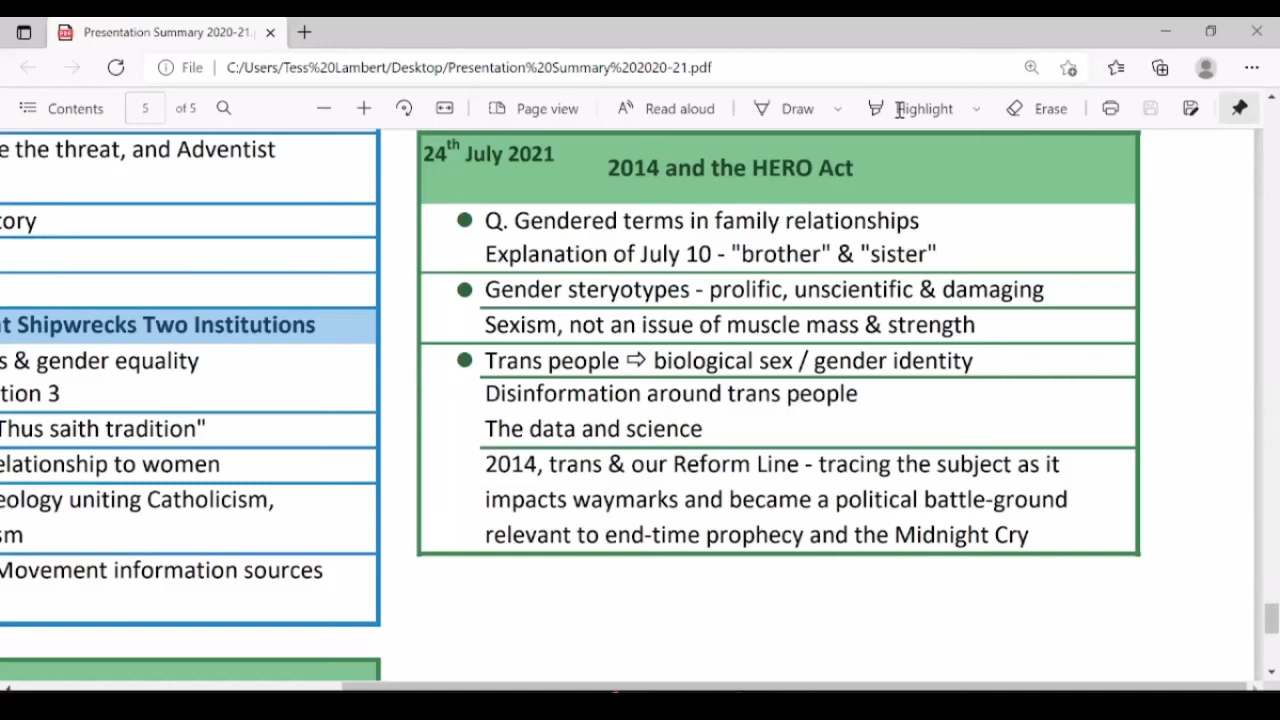 Presentation Summary 2020-21.
File
C:/Users/Tess%20Lambert/Desktop/Presentation%20Summary%202020-21.pdf
Contents
5
of 5
Page view
Read aloud
Draw
Highlight
Erase
e the threat, and Adventist
tory
t Shipwrecks Two Institutions
s & gender equality
tion 3
Thus saith tradition"
elationship to women
eology uniting Catholicism,
sm
Movement information sources
24th July 2021
2014 and the HERO Act
Q. Gendered terms in family relationships
Explanation of July 10 - "brother" & "sister"
Gender steryotypes - prolific, unscientific & damaging
Sexism, not an issue of muscle mass & strength
Trans people ⇨ biological sex / gender identity
Disinformation around trans people
The data and science
2014, trans & our Reform Line - tracing the subject as it
impacts waymarks and became a political battle-ground
relevant to end-time prophecy and the Midnight Cry